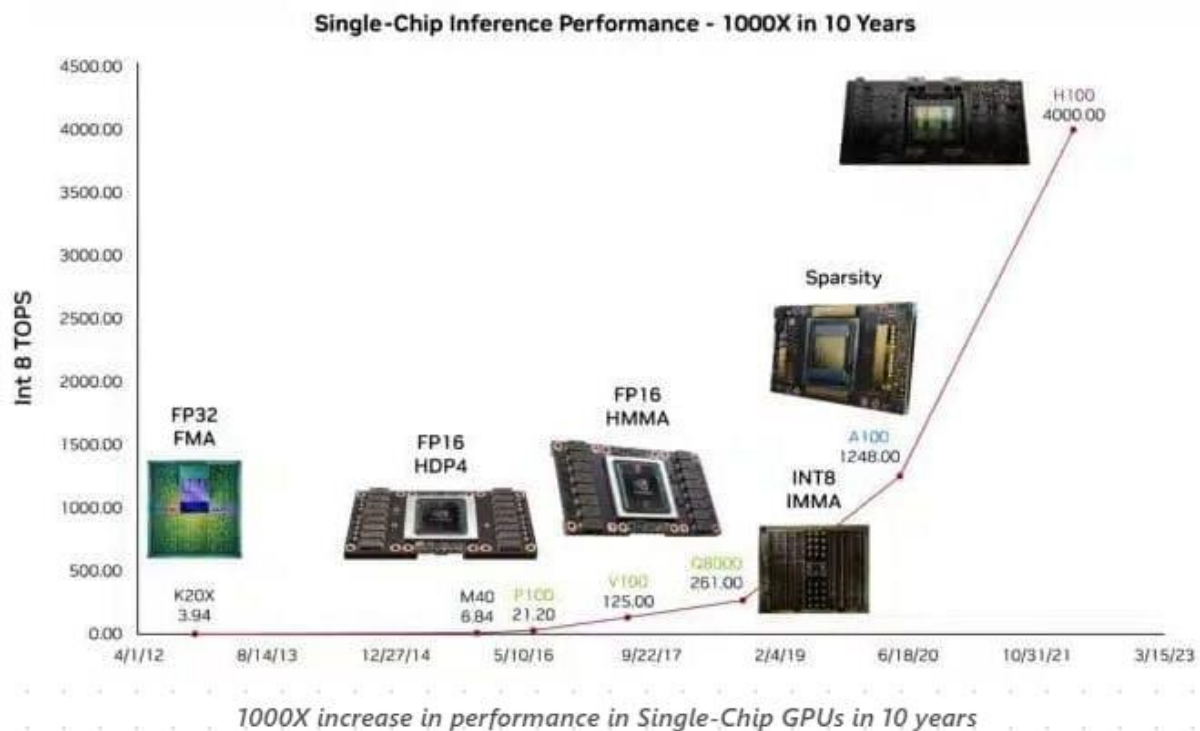 Single-Chip Inference Performance - 1000X in 10 Years
4500.00
4000.00
3500.00
3000.00
2500.00
2000.00
1500.00
1000.00
500.00
0.00
Int 8 TOPS
H100
4000.00
Sparsity
A100
1248.00
FP32
FMA
FP16
HDP4
FP16
HMMA
INT8
IMMA
K20X
3.94
M40
6.84
P100
21.20
V100
125.00
Q8000
261.00
4/1/12
8/14/13
12/27/14
5/10/16
9/22/17
2/4/19
6/18/20
10/31/21
3/15/23
1000X increase in performance in Single-Chip GPUs in 10 years